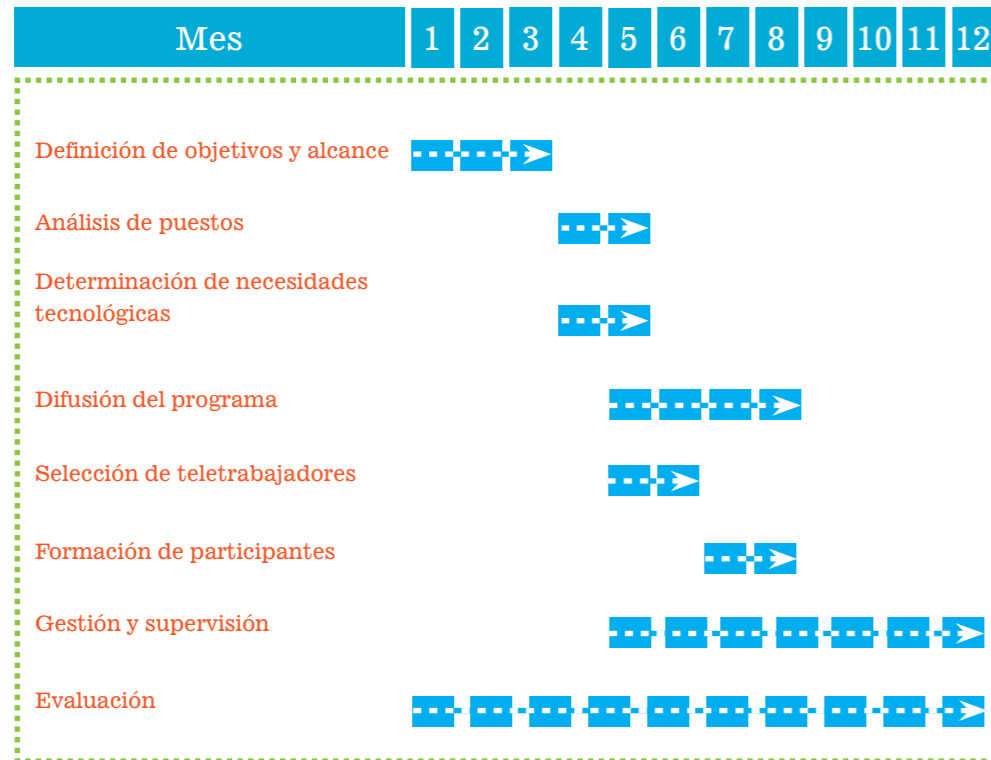 Mes 1 2 3 4 5 6 7 8 9 10 11 12
Definición de objetivos y alcance
Análisis de puestos
Determinación de necesidades
tecnológicas
Difusión del programa
Selección de teletrabajadores
Formación de participantes
Gestión y supervisión
Evaluación